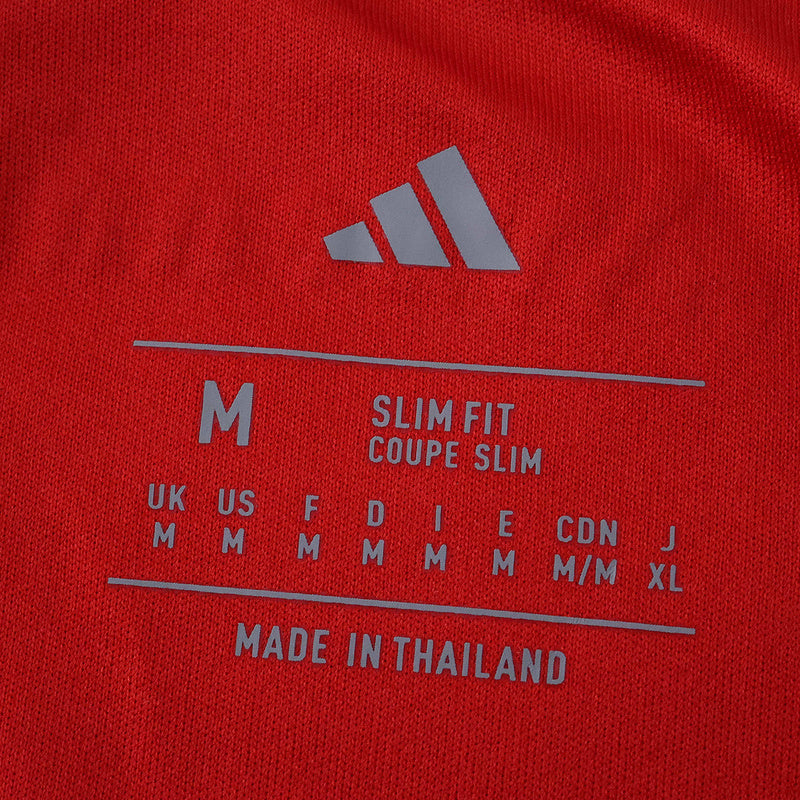 M
SLIM FIT
COUPE SLIM
UK US F D I E CDN J
M M M M M M M/M XL
MADE IN THAILAND